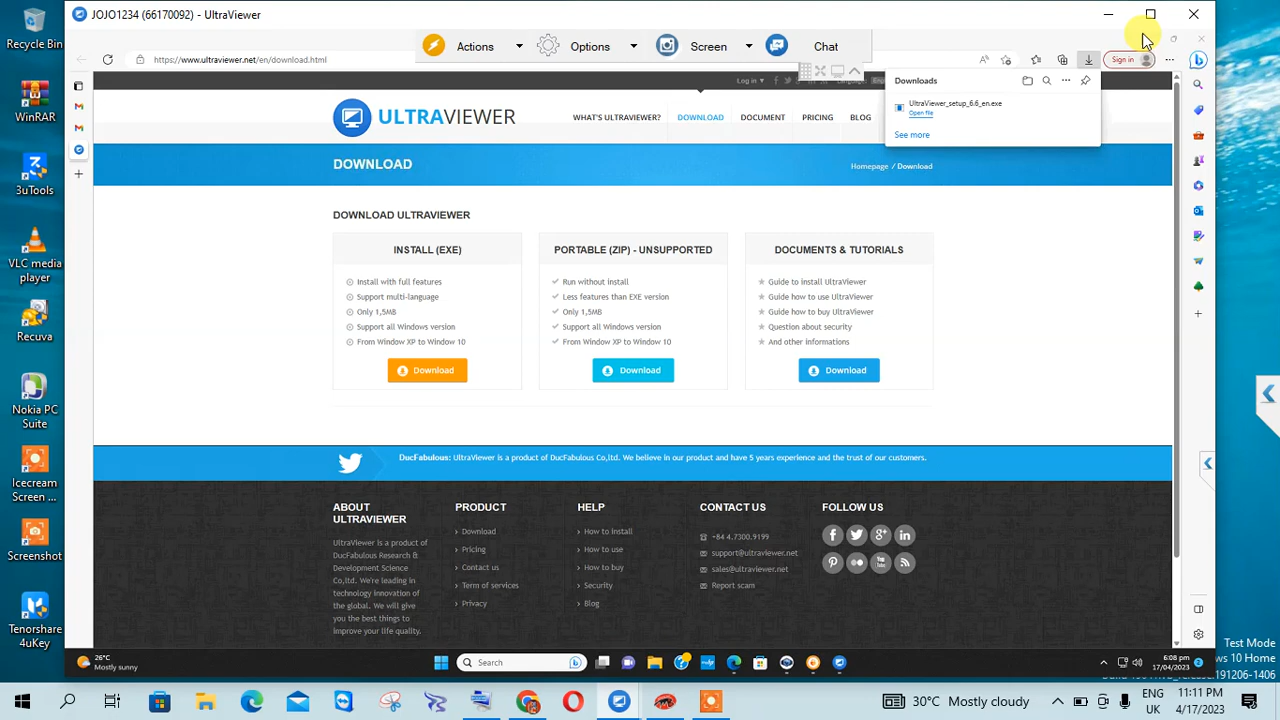 JOJO1234 (66170092) - UltraViewer
Recycle Bin
WinRAR
3uTools
VLC media player
Recuva
Nokia PC Suite
Icecream Screen ...
Screenshot
Tenorshare 4uKey
Actions
Options
Screen
Chat
https://www.ultraviewer.net/en/download.html
Sign in
Log in
Downloads
UltraViewer_setup_6.6_en.exe
Open file
See more
ULTRAVIEWER
WHAT'S ULTRAVIEWER?
DOWNLOAD
DOCUMENT
PRICING
BLOG
DOWNLOAD
Homepage / Download
DOWNLOAD ULTRAVIEWER
INSTALL (EXE)
Install with full features
Support multi-language
Only 1,5MB
Support all Windows version
From Window XP to Window 10
Download
PORTABLE (ZIP) - UNSUPPORTED
Run without install
Less features than EXE version
Only 1,5MB
Support all Windows version
From Window XP to Window 10
Download
DOCUMENTS & TUTORIALS
Guide to install UltraViewer
Guide how to use UltraViewer
Guide how to buy UltraViewer
Question about security
And other informations
Download
DucFabulous: UltraViewer is a product of DucFabulous Co,ltd. We believe in our product and have 5 years experience and the trust of our customers.
ABOUT
ULTRAVIEWER
UltraViewer is a product of
DucFabulous Research &
Development Science
Co,ltd. We're leading in
technology innovation of
the global. We will give
you the best things to
improve your life quality.
PRODUCT
Download
Pricing
Contact us
Term of services
Privacy
HELP
How to install
How to use
How to buy
Security
Blog
CONTACT US
+84 4.7300.9199
support@ultraviewer.net
sales@ultraviewer.net
Report scam
FOLLOW US
26°C
Mostly sunny
Search
6:08 pm
17/04/2023
Test Mode
30°C Mostly cloudy
ENG
UK
11:11 PM
4/17/2023